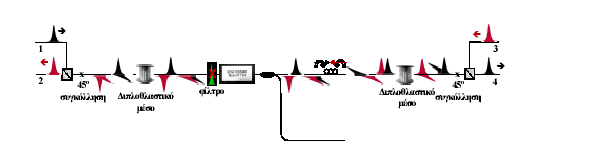 1
3
2
4
45°
45°
συγκόλληση
Διπλοθλαστικό
μέσο
φίλτρο
Διπλοθλαστικό
μέσο
συγκόλληση